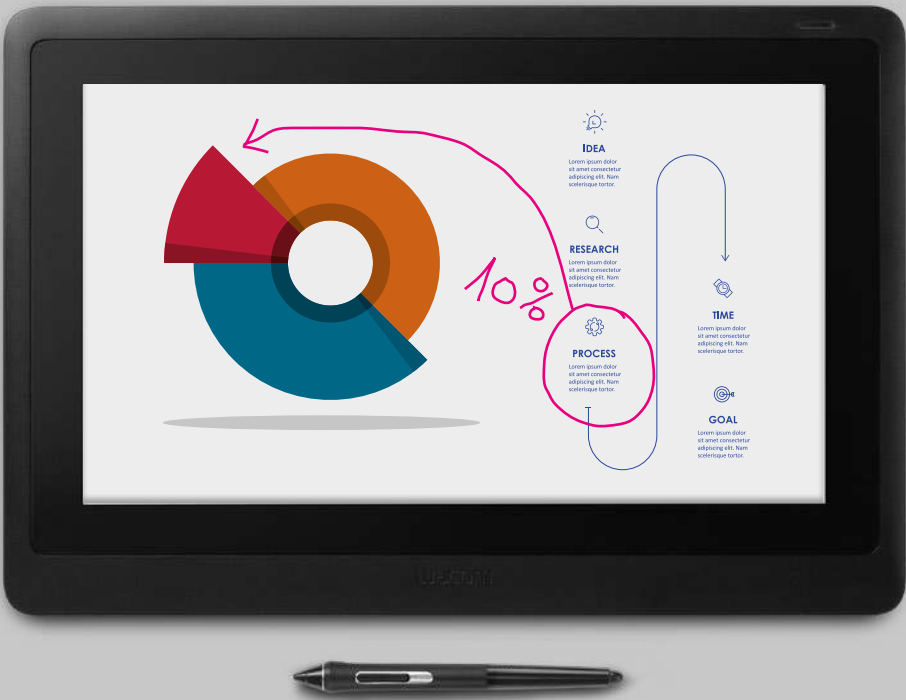 IDEA
Lorem ipsum dolor
sit amet consectetur
adipiscing elit. Nam
scelerisque tortor.
RESEARCH
Lorem ipsum dolor
sit amet consectetur
adipiscing elit. Nam
scelerisque tortor.
10%
PROCESS
Lorem ipsum dolor
sit amet consectetur
adipiscing elit. Nam
scelerisque tortor.
TIME
Lorem ipsum dolor
sit amet consectetur
adipiscing elit. Nam
scelerisque tortor.
GOAL
Lorem ipsum dolor
sit amet consectetur
adipiscing elit. Nam
scelerisque tortor.
wacom